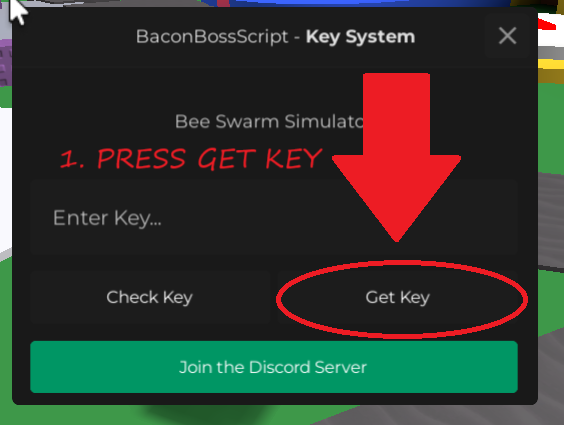 BaconBossScript - Key System
Bee Swarm Simulato
1. PRESS GET KEY
Enter Key...
Check Key
Get Key
Join the Discord Server